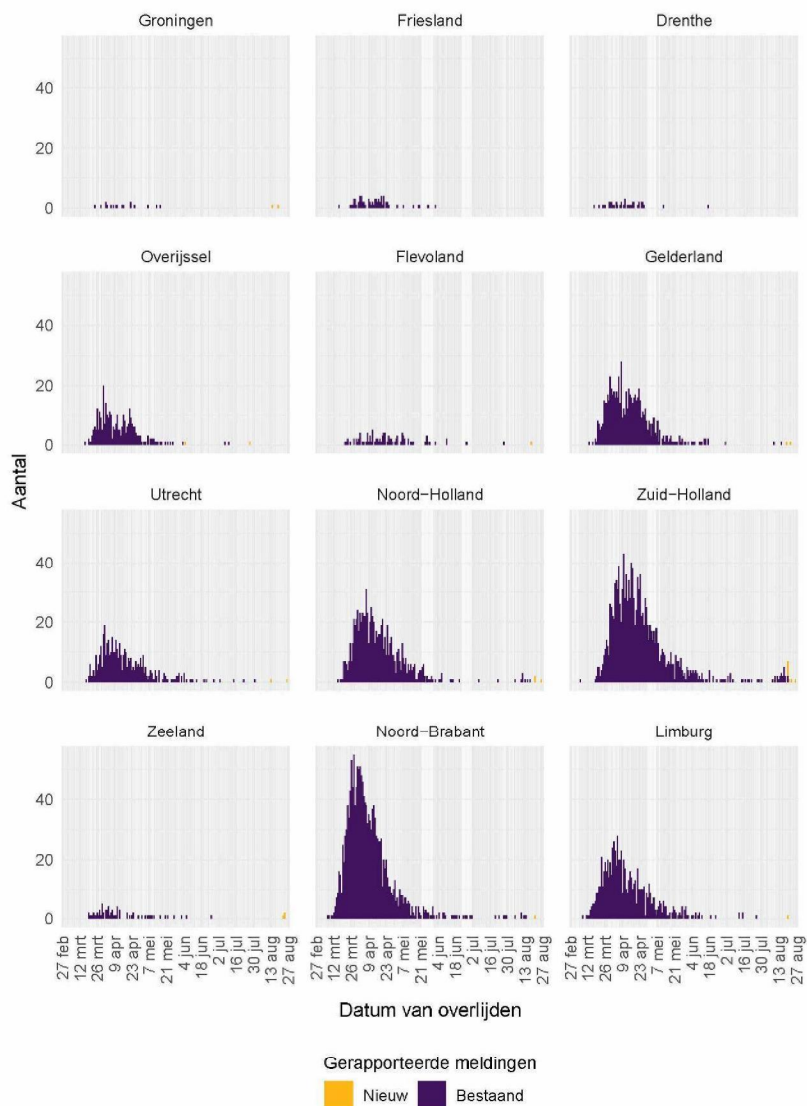 Groningen Friesland Drenthe
40
20
0
Overijssel Flevoland Gelderland
40
20
0
Aantal
Utrecht Noord-Holland Zuid-Holland
40
20
0
Zeeland Noord-Brabant Limburg
40
20
0
27 feb 12 mrt 26 mrt 9 apr 23 apr 7 mei 21 mei 4 jun 18 jun 2 jul 16 jul 30 jul 13 aug 27 aug
27 feb 12 mrt 26 mrt 9 apr 23 apr 7 mei 21 mei 4 jun 18 jun 2 jul 16 jul 30 jul 13 aug 27 aug
27 feb 12 mrt 26 mrt 9 apr 23 apr 7 mei 21 mei 4 jun 18 jun 2 jul 16 jul 30 jul 13 aug 27 aug
Datum van overlijden
Gerapporteerde meldingen
Nieuw Bestaand